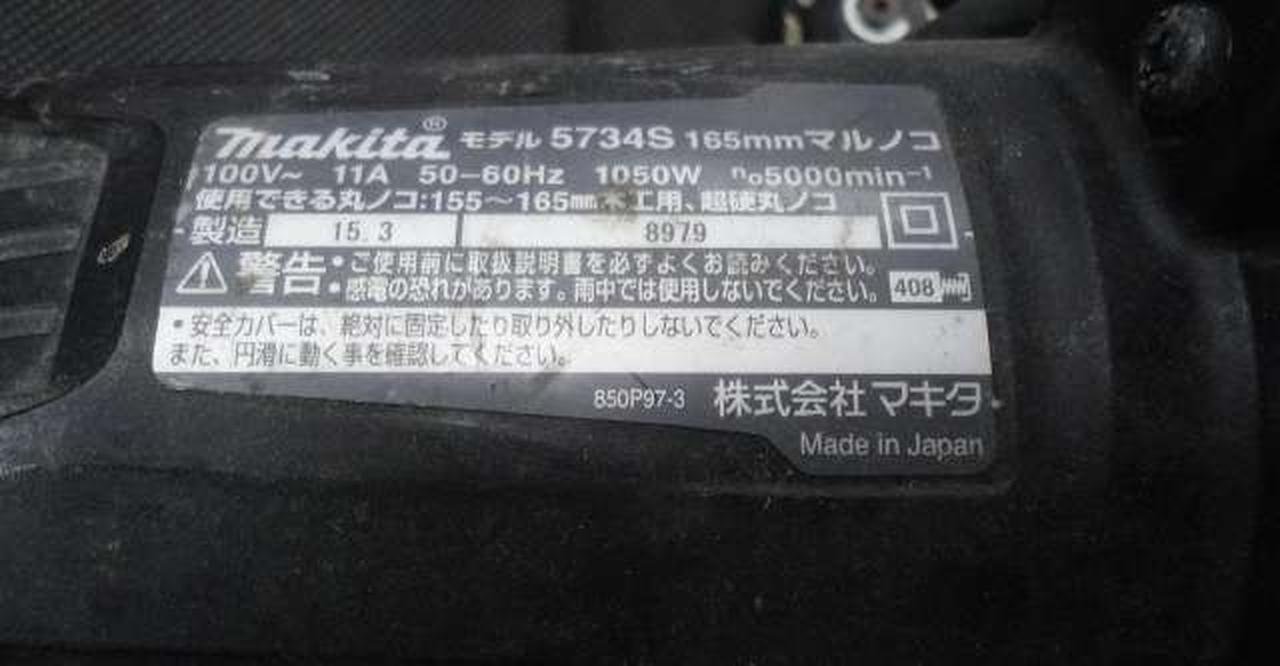 makita® モデル 5734S 165mmマルノコ
100V~ 11A 50-60Hz 1050W n₀5000min⁻¹
使用できる丸ノコ:155～165mm木工用、超硬丸ノコ
製造 15.3 8979
警告 • ご使用前に取扱説明書を必ずよくお読みください。
• 感電の恐れがあります。雨中では使用しないでください。 408
• 安全カバーは、絶対に固定したり取り外したりしないでください。
また、円滑に動く事を確認してください。
850P97-3 株式会社マキタ
Made in Japan